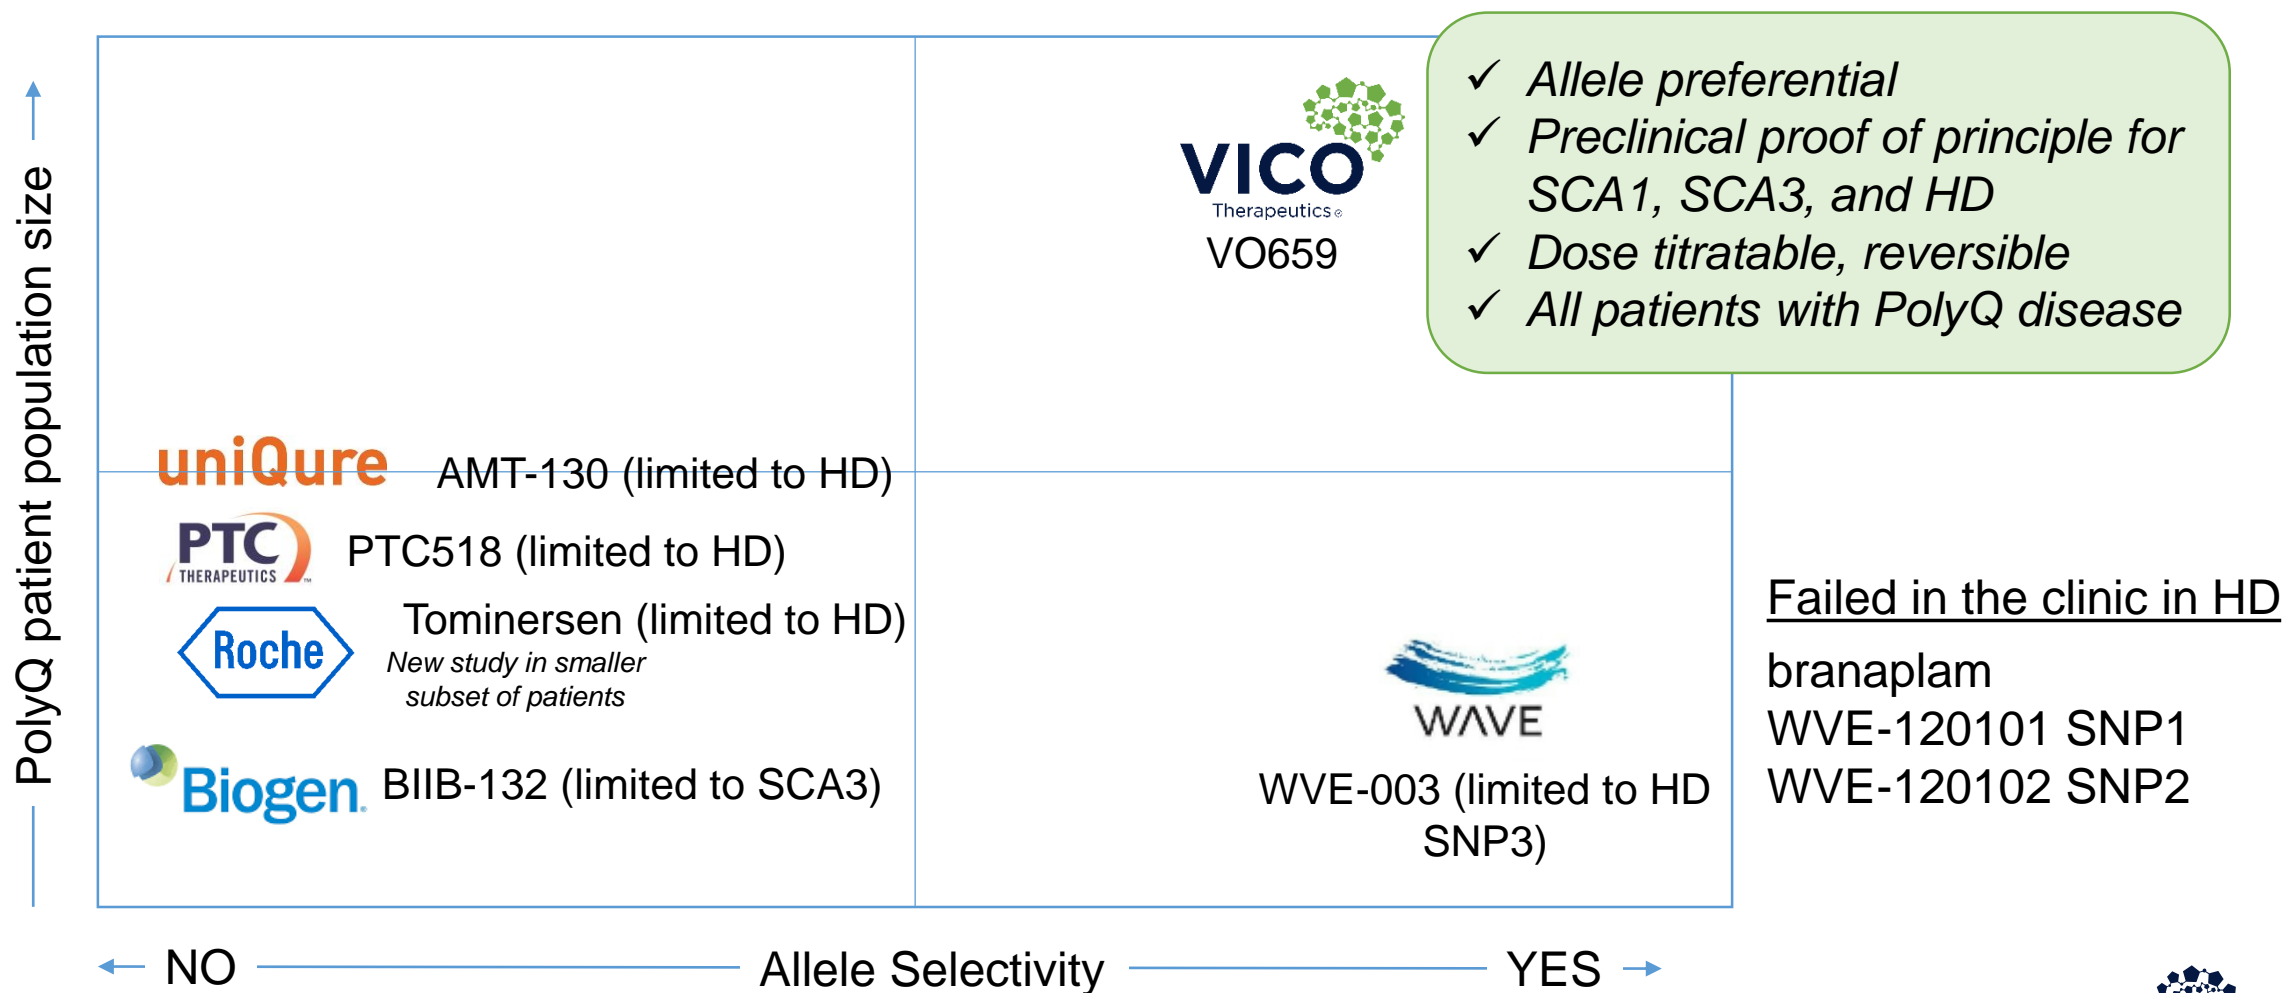 PolyQ patient population size
VICO
Therapeutics
VO659
✓ Allele preferential
✓ Preclinical proof of principle for
SCA1, SCA3, and HD
✓ Dose titratable, reversible
✓ All patients with PolyQ disease
uniQure AMT-130 (limited to HD)
PTC
THERAPEUTICS
PTC518 (limited to HD)
Roche
Tominersen (limited to HD)
New study in smaller
subset of patients
Biogen. BIIB-132 (limited to SCA3)
WAVE
WVE-003 (limited to HD
SNP3)
Failed in the clinic in HD
branaplam
WVE-120101 SNP1
WVE-120102 SNP2
NO Allele Selectivity YES